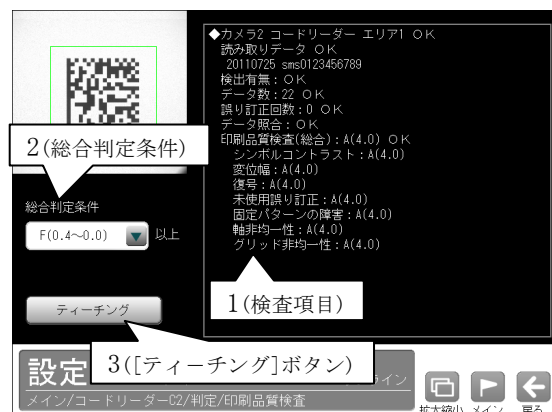 ◆カメラ2 コードリーダー エリア1 OK
読み取りデータ OK
20110725 sms0123456789
検出有無：OK
データ数：22 OK
誤り訂正回数：0 OK
データ照合：OK
印刷品質検査(総合)：A(4.0) OK
シンボルコントラスト：A(4.0)
変位幅：A(4.0)
復号：A(4.0)
未使用誤り訂正：A(4.0)
固定パターンの障害：A(4.0)
軸非均一性：A(4.0)
グリッド非均一性：A(4.0)
2(総合判定条件)
総合判定条件
F(0.4～0.0) 以上
1(検査項目)
ティーチング
3([ティーチング]ボタン)
設定
イン
メイン/コードリーダーC2/判定/印刷品質検査
拡大縮小 メイン 戻る